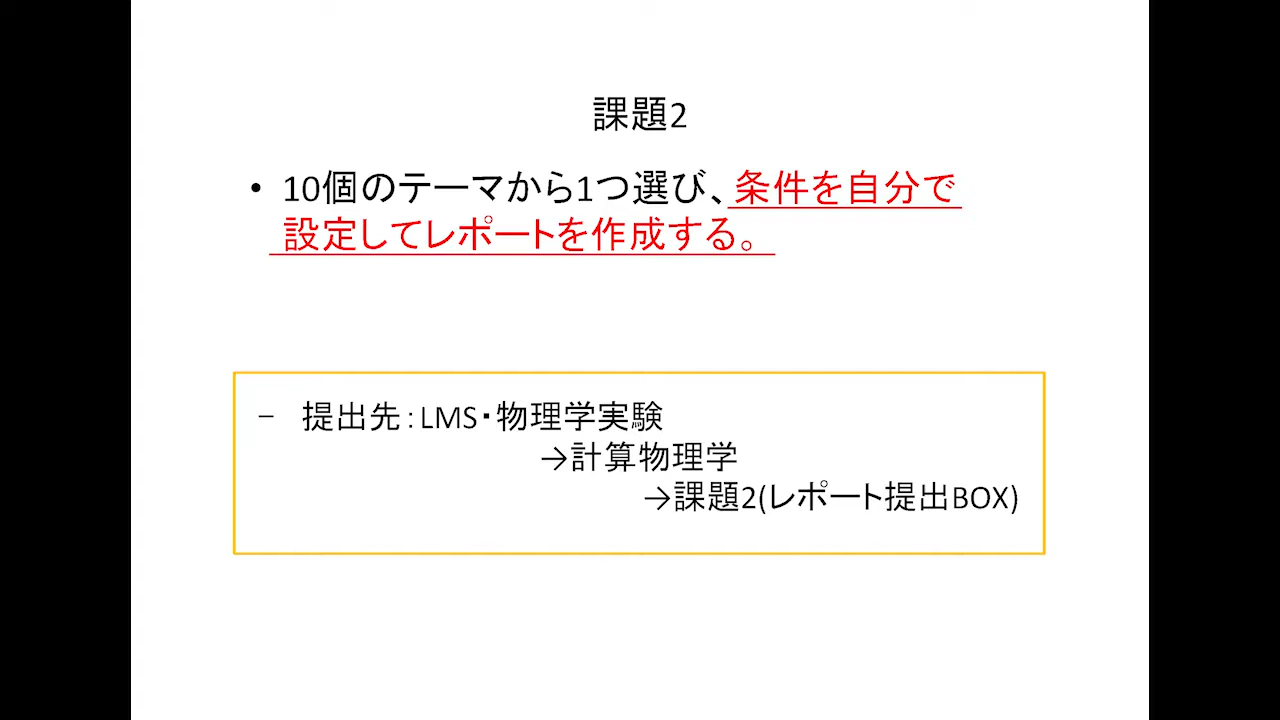 課題2
• 10個のテーマから1つ選び、条件を自分で
設定してレポートを作成する。
– 提出先：LMS・物理学実験
→計算物理学
→課題2(レポート提出BOX)